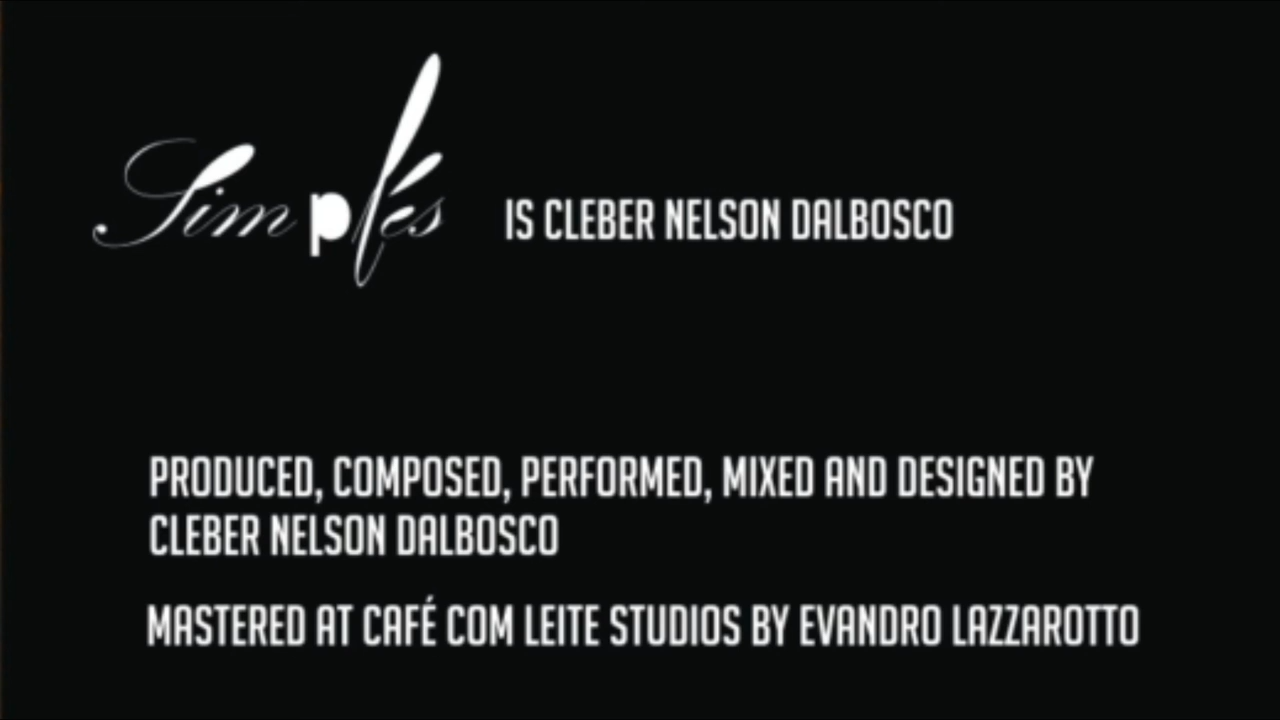 Simplés IS CLEBER NELSON DALBOSCO
PRODUCED, COMPOSED, PERFORMED, MIXED AND DESIGNED BY
CLEBER NELSON DALBOSCO
MASTERED AT CAFÉ COM LEITE STUDIOS BY EVANDRO LAZZAROTTO